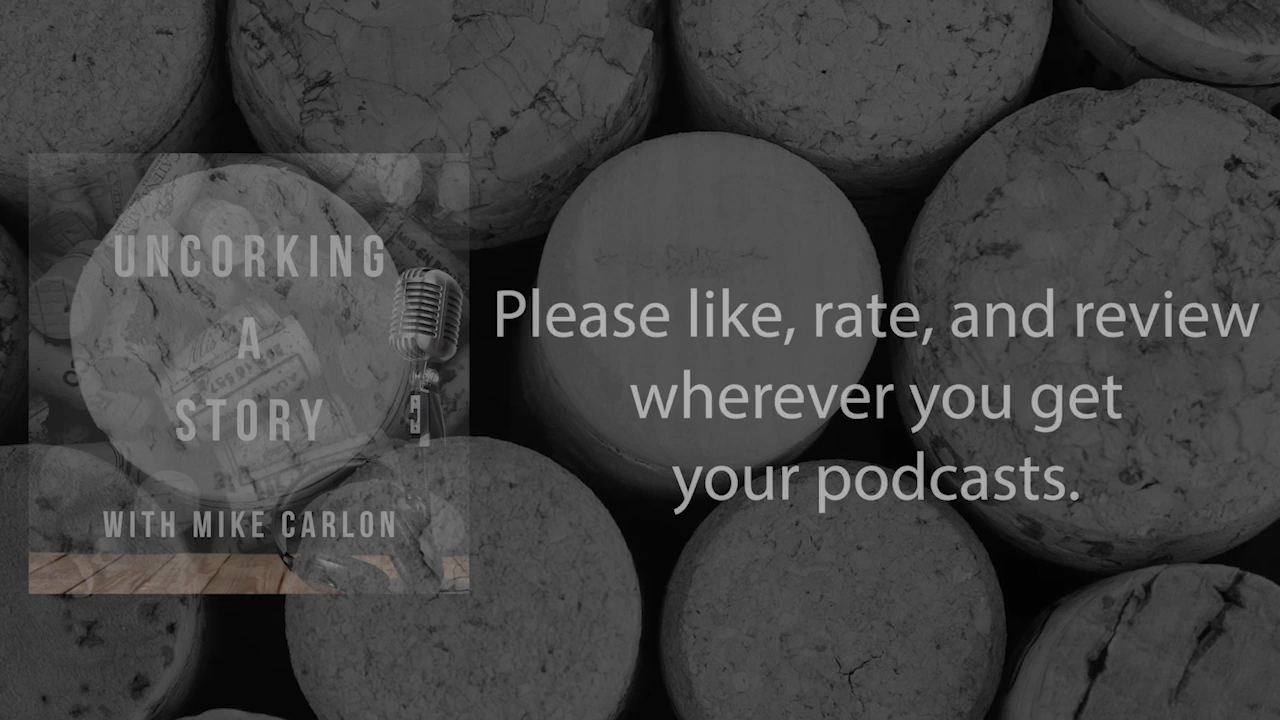 UNCORKING
A
STORY
WITH MIKE CARLON
Please like, rate, and review
wherever you get
your podcasts.